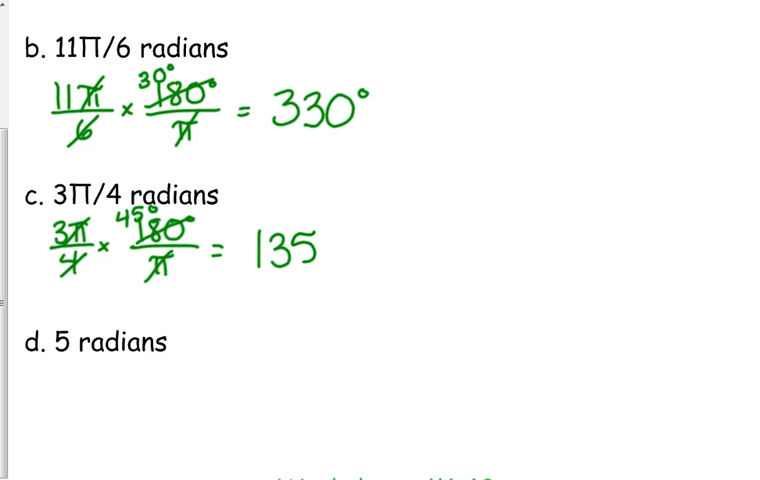 b. 11Π/6 radians
11π/6 × 180°/π 30° = 330°
c. 3Π/4 radians
3π/4 × 180°/π 45° = 135
d. 5 radians